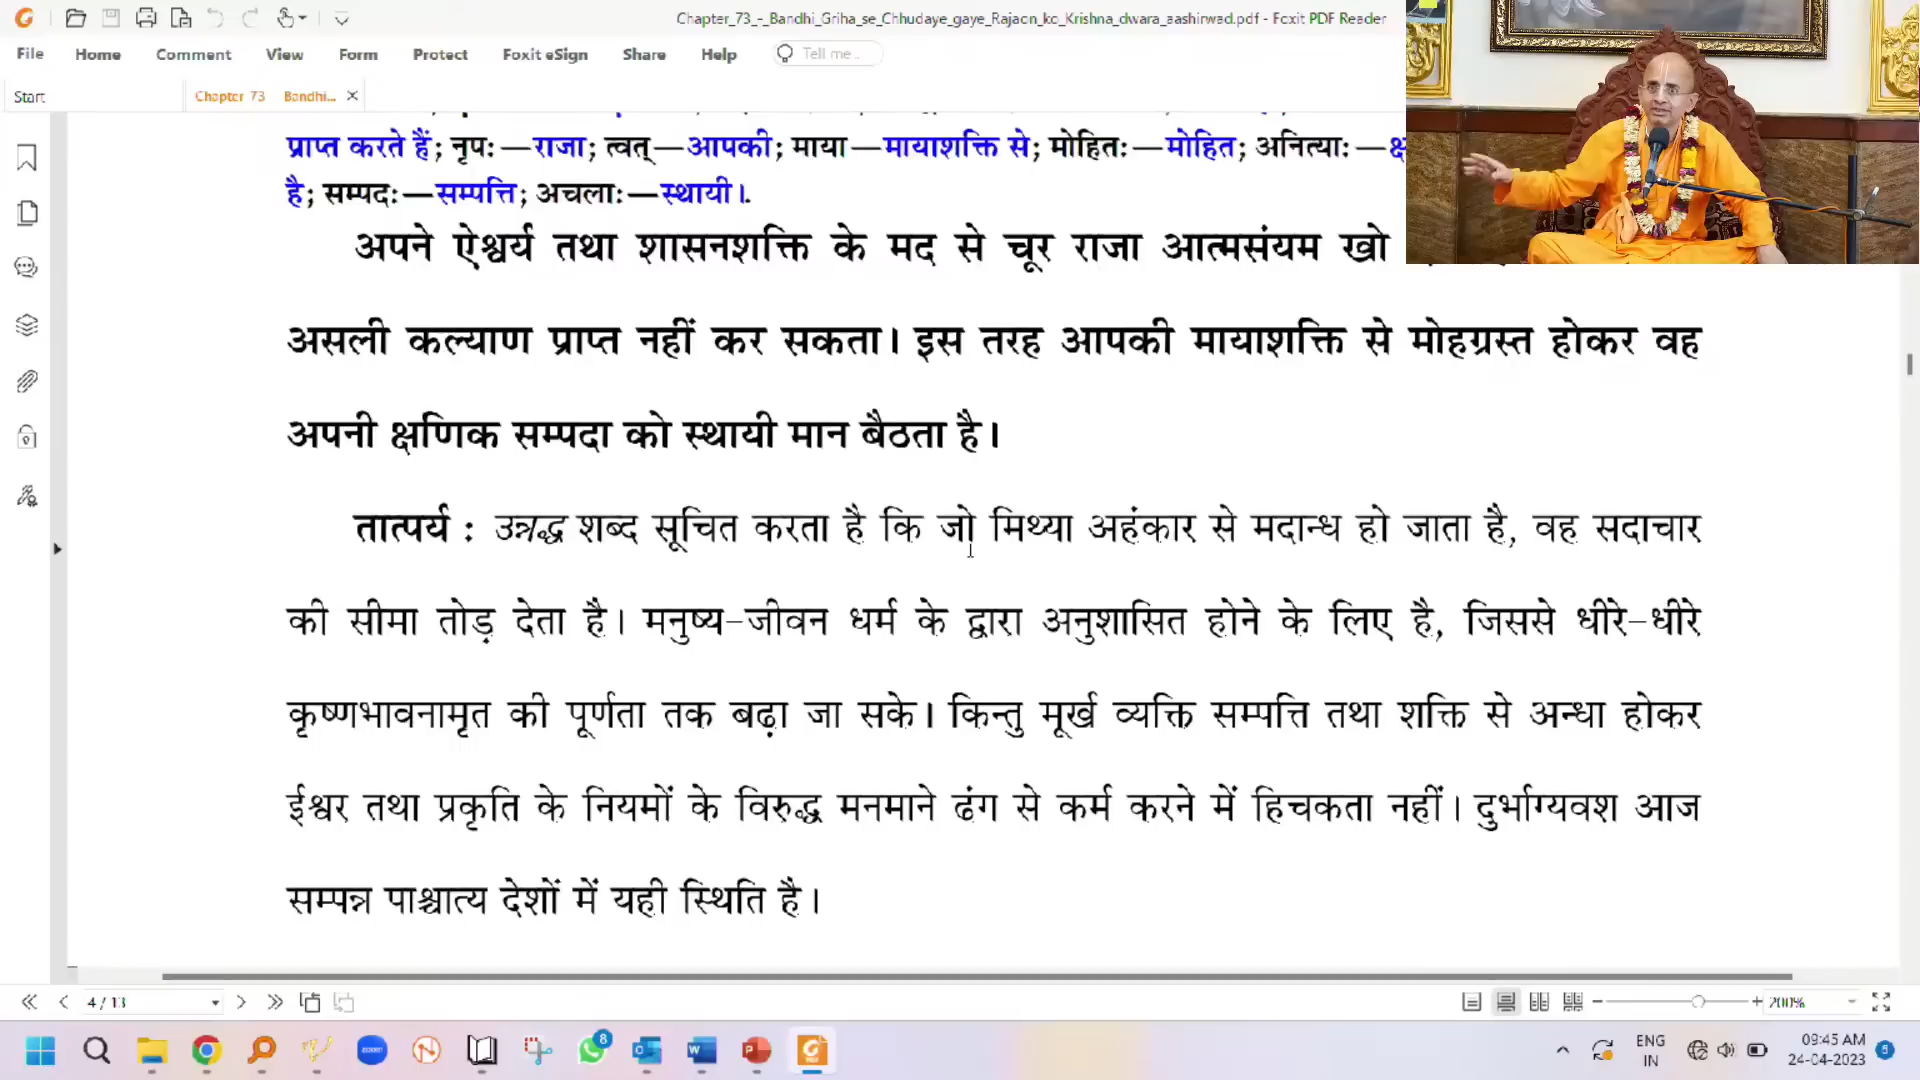 Chapter_73_-_Bandhi_Griha_se_Chhudaye_gaye_Rajaon_ko_Krishna_dwara_aashirwad.pdf - Foxit PDF Reader
File Home Comment View Form Protect Foxit eSign Share Help Tell me..
Start Chapter 73 Bandhi...
प्राप्त करते हैं; नृपः—राजा; त्वत्—आपकी; माया—मायाशक्ति से; मोहितः—मोहित; अनित्याः—
है; सम्पदः—सम्पत्ति; अचलाः—स्थायी।.
अपने ऐश्वर्य तथा शासनशक्ति के मद से चूर राजा आत्मसंयम खो
असली कल्याण प्राप्त नहीं कर सकता। इस तरह आपकी मायाशक्ति से मोहग्रस्त होकर वह
अपनी क्षणिक सम्पदा को स्थायी मान बैठता है।
तात्पर्य : उन्नद्ध शब्द सूचित करता है कि जो मिथ्या अहंकार से मदान्ध हो जाता है, वह सदाचार
की सीमा तोड़ देता है। मनुष्य-जीवन धर्म के द्वारा अनुशासित होने के लिए है, जिससे धीरे-धीरे
कृष्णभावनामृत की पूर्णता तक बढ़ा जा सके। किन्तु मूर्ख व्यक्ति सम्पत्ति तथा शक्ति से अन्धा होकर
ईश्वर तथा प्रकृति के नियमों के विरुद्ध मनमाने ढंग से कर्म करने में हिचकता नहीं। दुर्भाग्यवश आज
सम्पन्न पाश्चात्य देशों में यही स्थिति है।
4 / 13 200%
8 ENG 09:45 AM
IN 24-04-2023 5